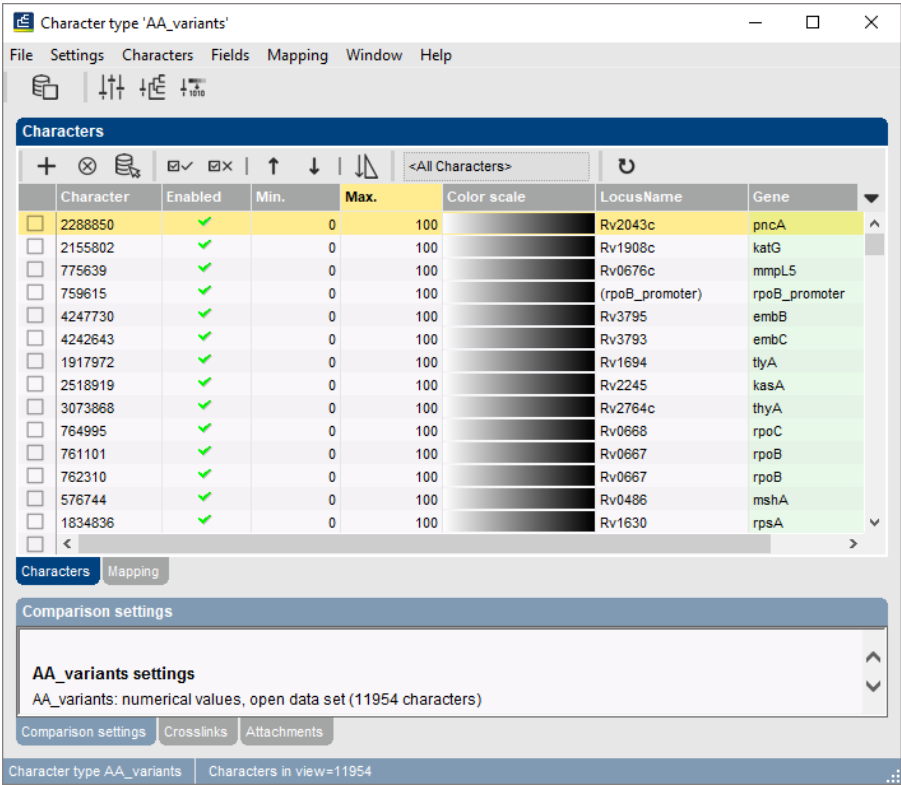 Character type 'AA_variants'
File Settings Characters Fields Mapping Window Help
1010
Characters
<All Characters>
Character Enabled Min. Max. Color scale LocusName Gene
2288850 0 100 Rv2043c pncA
2155802 0 100 Rv1908c katG
775639 0 100 Rv0676c mmpL5
759615 0 100 (rpoB_promoter) rpoB_promoter
4247730 0 100 Rv3795 embB
4242643 0 100 Rv3793 embC
1917972 0 100 Rv1694 tlyA
2518919 0 100 Rv2245 kasA
3073868 0 100 Rv2764c thyA
764995 0 100 Rv0668 rpoC
761101 0 100 Rv0667 rpoB
762310 0 100 Rv0667 rpoB
576744 0 100 Rv0486 mshA
1834836 0 100 Rv1630 rpsA
Characters Mapping
Comparison settings
AA_variants settings
AA_variants: numerical values, open data set (11954 characters)
Comparison settings Crosslinks Attachments
Character type AA_variants Characters in view=11954